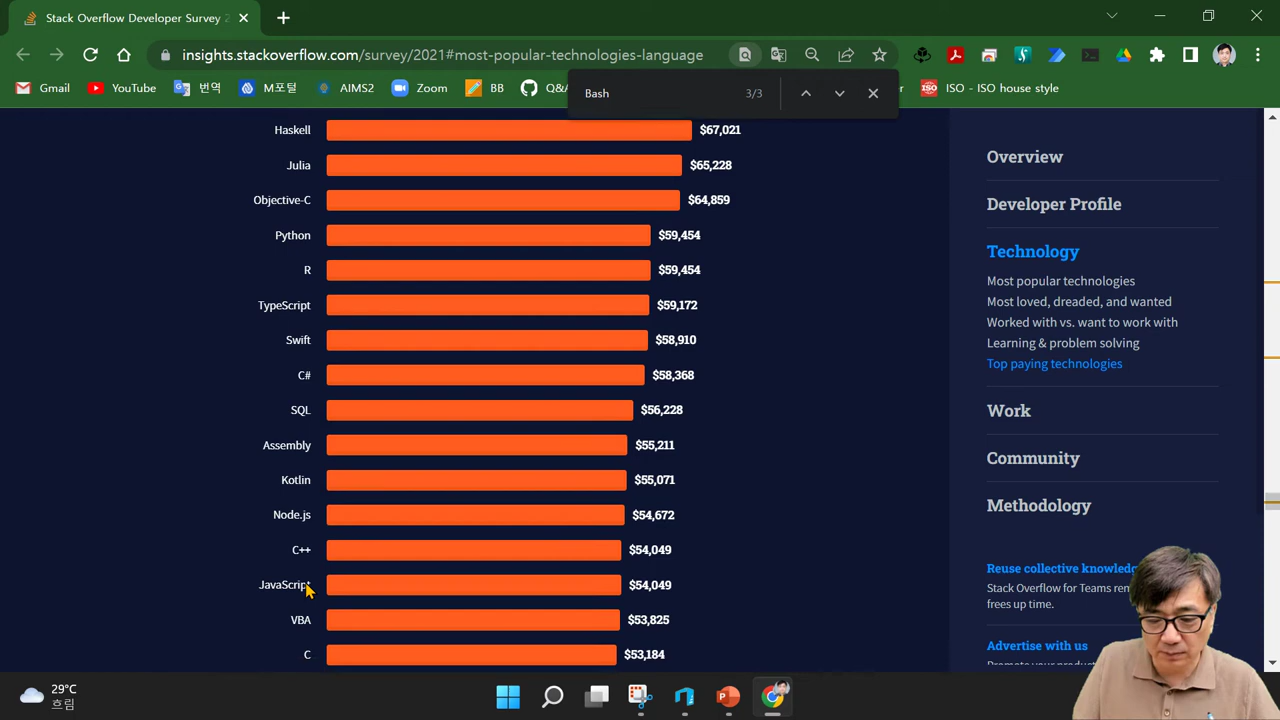 Stack Overflow Developer Survey 2
insights.stackoverflow.com/survey/2021#most-popular-technologies-language
Gmail YouTube 번역 M포털 AIMS2 Zoom BB Q&A ISO - ISO house style
Bash 3/3
Haskell $67,021
Julia $65,228
Objective-C $64,859
Python $59,454
R $59,454
TypeScript $59,172
Swift $58,910
C# $58,368
SQL $56,228
Assembly $55,211
Kotlin $55,071
Node.js $54,672
C++ $54,049
JavaScript $54,049
VBA $53,825
C $53,184
Overview
Developer Profile
Technology
Most popular technologies
Most loved, dreaded, and wanted
Worked with vs. want to work with
Learning & problem solving
Top paying technologies
Work
Community
Methodology
Reuse collective knowledg
Stack Overflow for Teams
frees up time.
Advertise with us
Promote your
29°C
흐림